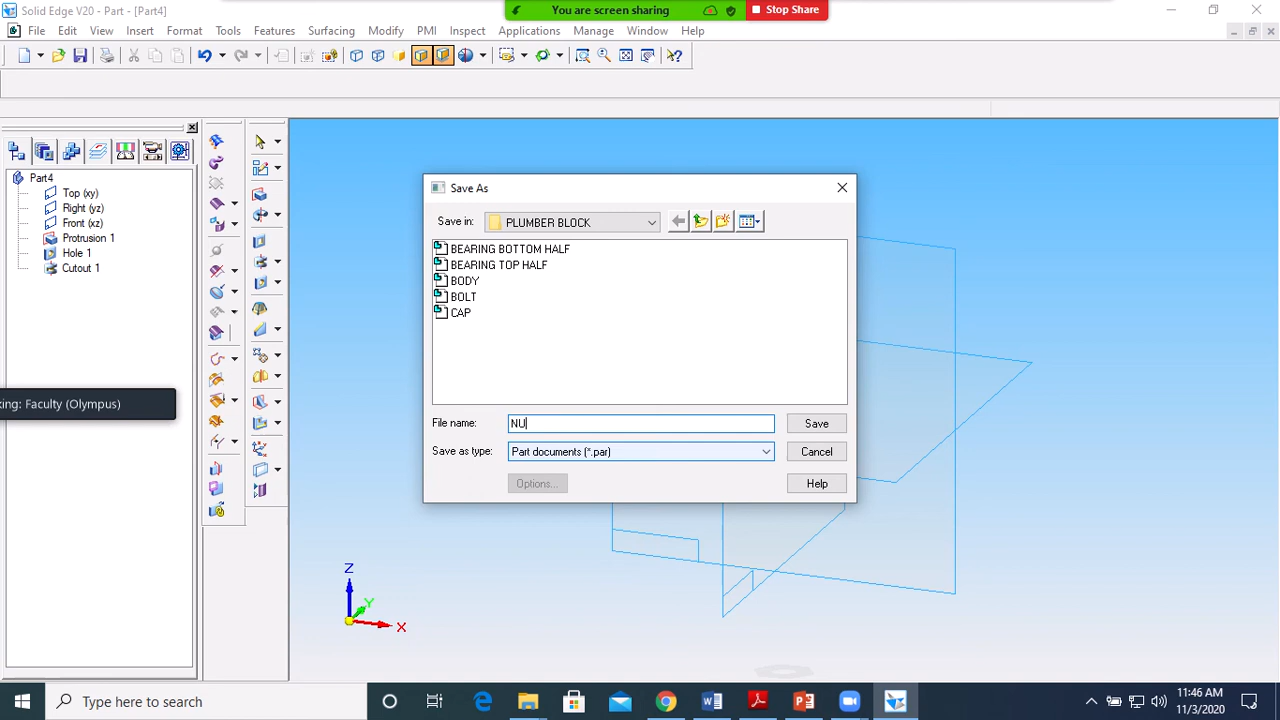 Solid Edge V20 - Part - [Part4]
You are screen sharing
Stop Share
File Edit View Insert Format Tools Features Surfacing Modify PMI Inspect Applications Manage Window Help
Part4
Top (xy)
Right (yz)
Front (xz)
Protrusion 1
Hole 1
Cutout 1
king: Faculty (Olympus)
Save As
Save in: PLUMBER BLOCK
BEARING BOTTOM HALF
BEARING TOP HALF
BODY
BOLT
CAP
File name: NU Save
Save as type: Part documents (*.par) Cancel
Options... Help
Z
Y
X
Type here to search
11:46 AM
11/3/2020